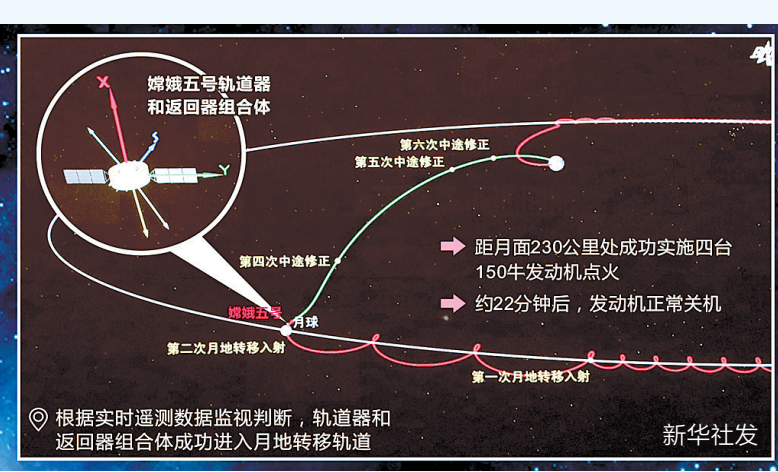 X
嫦娥五号轨道器
和返回器组合体
Y
第六次中途修正
第五次中途修正
第四次中途修正
距月面230公里处成功实施四台
150牛发动机点火
约22分钟后，发动机正常关机
嫦娥五号
月球
第二次月地转移入射
第一次月地转移入射
根据实时遥测数据监视判断，轨道器和
返回器组合体成功进入月地转移轨道
新华社发